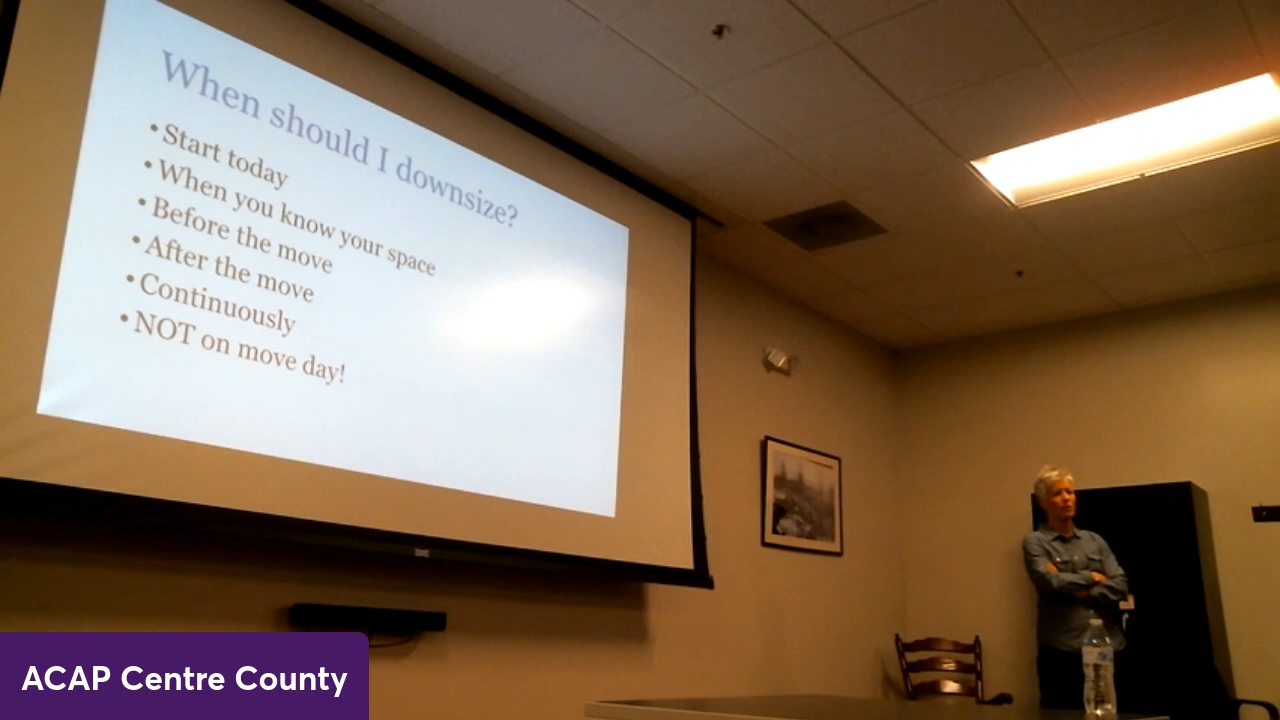 When should I downsize?
• Start today
• When you know your space
• Before the move
• After the move
• Continuously
• NOT on move day!
ACAP Centre County